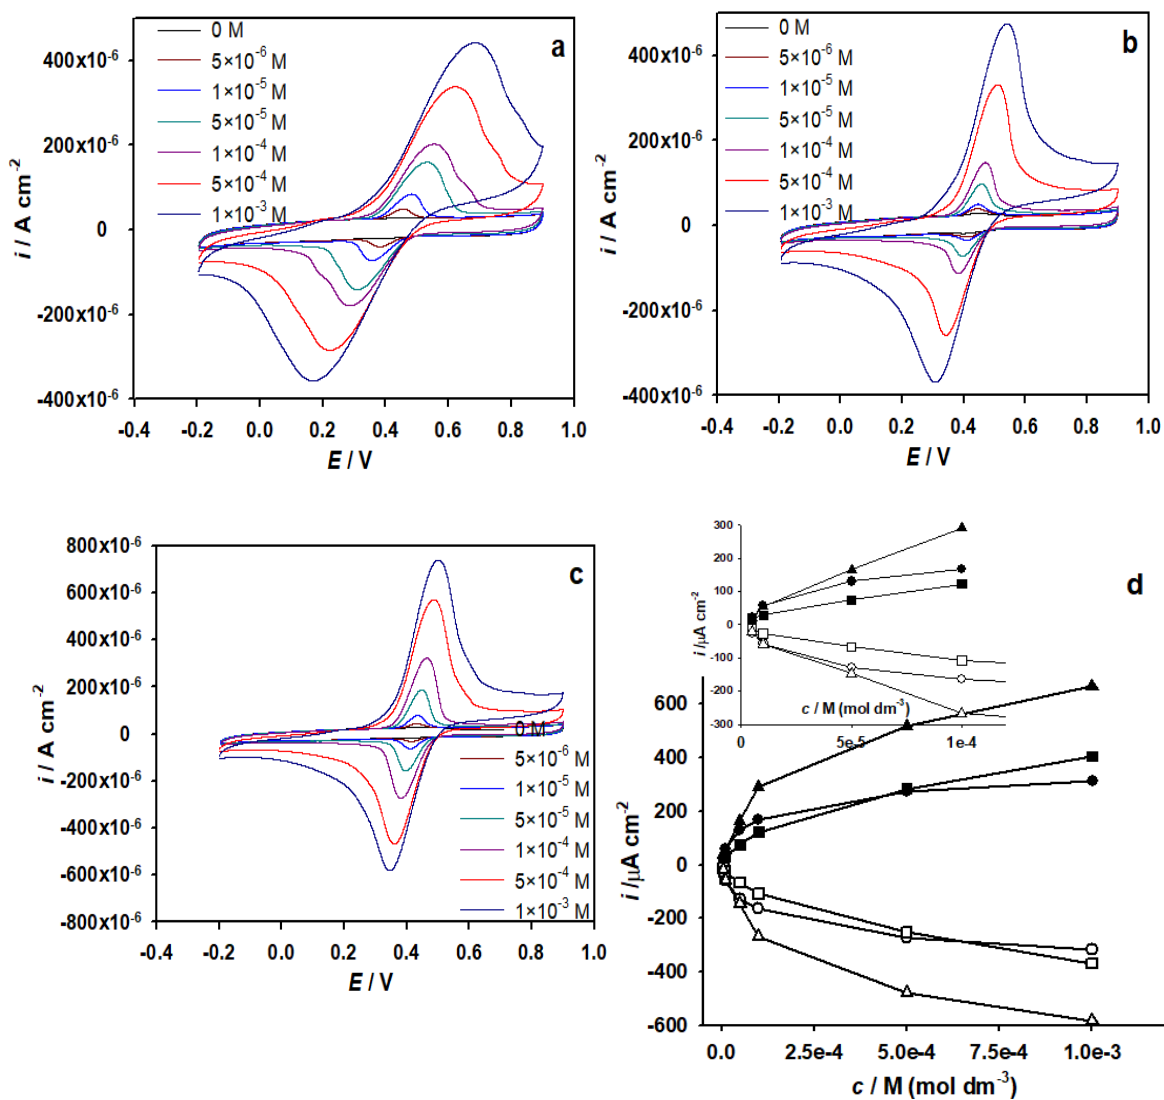 a
0 M
5×10⁻⁶ M
1×10⁻⁵ M
5×10⁻⁵ M
1×10⁻⁴ M
5×10⁻⁴ M
1×10⁻³ M
400x10⁻⁶
200x10⁻⁶
0
-200x10⁻⁶
-400x10⁻⁶
i / A cm⁻²
-0.4 -0.2 0.0 0.2 0.4 0.6 0.8 1.0
E / V
b
0 M
5×10⁻⁶ M
1×10⁻⁵ M
5×10⁻⁵ M
1×10⁻⁴ M
5×10⁻⁴ M
1×10⁻³ M
400x10⁻⁶
200x10⁻⁶
0
-200x10⁻⁶
-400x10⁻⁶
i / A cm⁻²
-0.4 -0.2 0.0 0.2 0.4 0.6 0.8 1.0
E / V
c
800x10⁻⁶
600x10⁻⁶
400x10⁻⁶
200x10⁻⁶
0
-200x10⁻⁶
-400x10⁻⁶
-600x10⁻⁶
-800x10⁻⁶
i / A cm⁻²
0 M
5×10⁻⁶ M
1×10⁻⁵ M
5×10⁻⁵ M
1×10⁻⁴ M
5×10⁻⁴ M
1×10⁻³ M
-0.4 -0.2 0.0 0.2 0.4 0.6 0.8 1.0
E / V
d
300
200
100
0
-100
-200
-300
i /µA cm⁻²
c / M (mol dm⁻³)
0 5e-5 1e-4
600
400
200
0
-200
-400
-600
i /µA cm⁻²
0.0 2.5e-4 5.0e-4 7.5e-4 1.0e-3
c / M (mol dm⁻³)